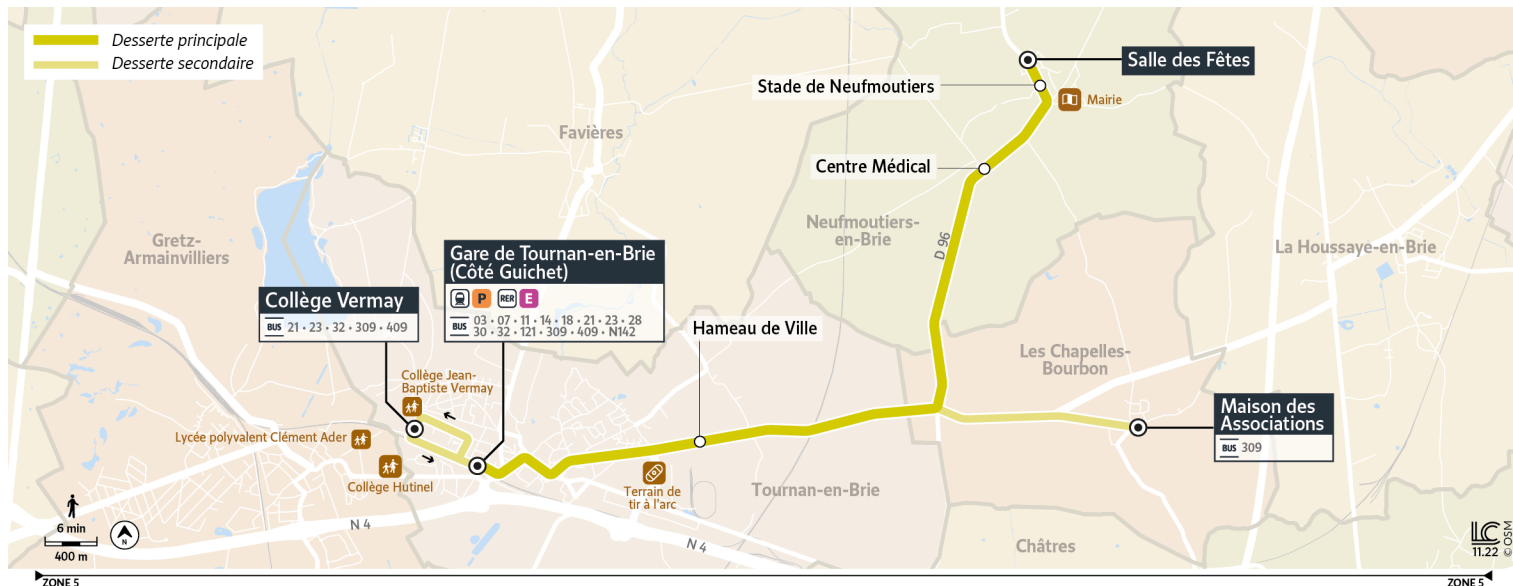 Desserte principale
Desserte secondaire
Salle des Fêtes
Stade de Neufmoutiers
Mairie
Favières
Centre Médical
Neufmoutiers-
en-Brie
Gretz-
Armainvilliers
D 96
La Houssaye-en-Brie
Gare de Tournan-en-Brie
(Côté Guichet)
P RER E
BUS 03 • 07 • 11 • 14 • 18 • 21 • 23 • 28
30 • 32 • 121 • 309 • 409 • N142
Collège Vermay
BUS 21 • 23 • 32 • 309 • 409
Hameau de Ville
Les Chapelles-
Bourbon
Collège Jean-
Baptiste Vermay
Maison des
Associations
BUS 309
Lycée polyvalent Clément Ader
Collège Hutinel
Terrain de
tir à l'arc
Tournan-en-Brie
N 4
N 4
Châtres
6 min
400 m
N
LC
11.22
© OSM
ZONE 5
ZONE 5